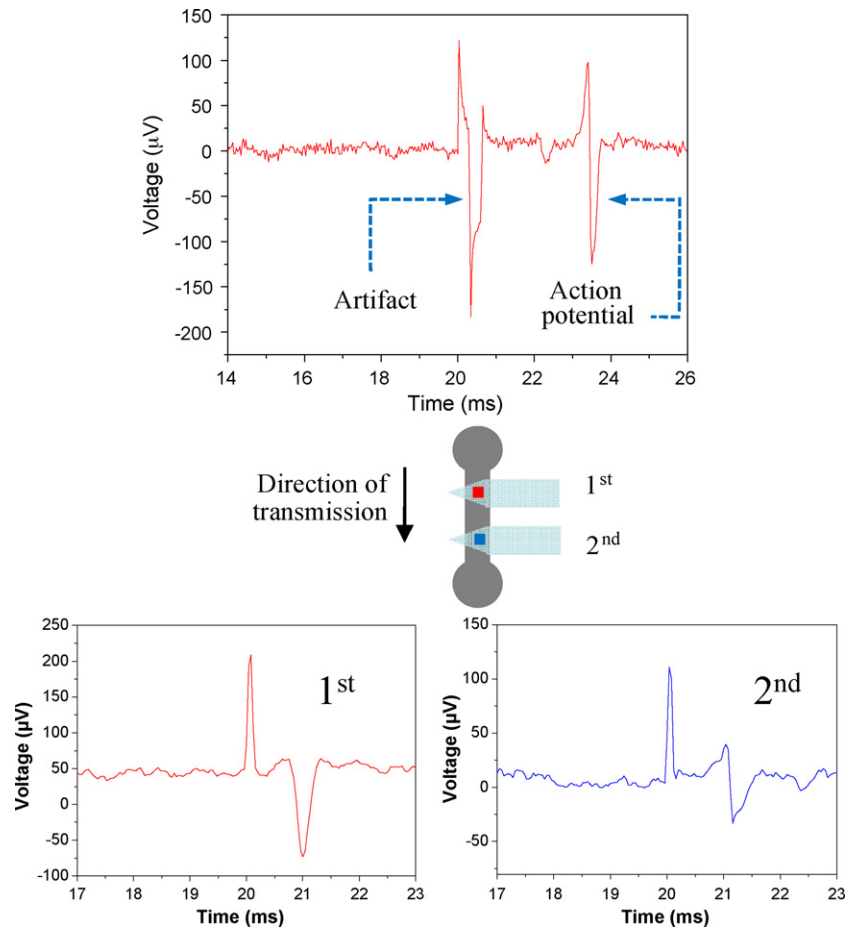 150
100
50
0
-50
-100
-150
-200
Voltage (µV)
Artifact
Action
potential
14 16 18 20 22 24 26
Time (ms)
Direction of
transmission
1st
2nd
250
200
150
100
50
0
-50
-100
Voltage (µV)
1st
17 18 19 20 21 22 23
Time (ms)
150
100
50
0
-50
Voltage (µV)
2nd
17 18 19 20 21 22 23
Time (ms)